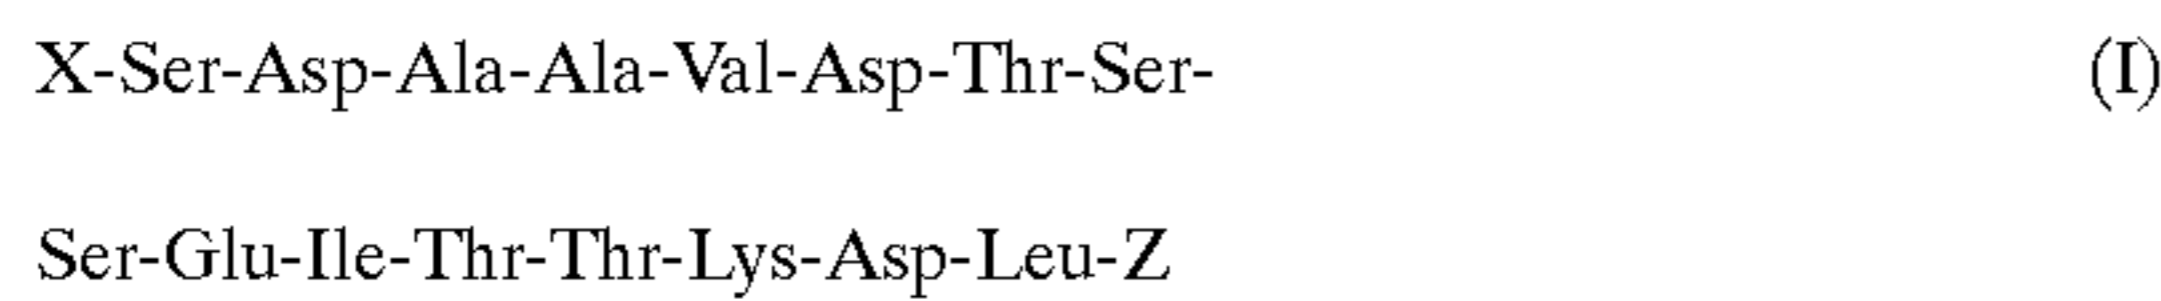 X-Ser-Asp-Ala-Ala-Val-Asp-Thr-Ser- (I)
Ser-Glu-Ile-Thr-Thr-Lys-Asp-Leu-Z